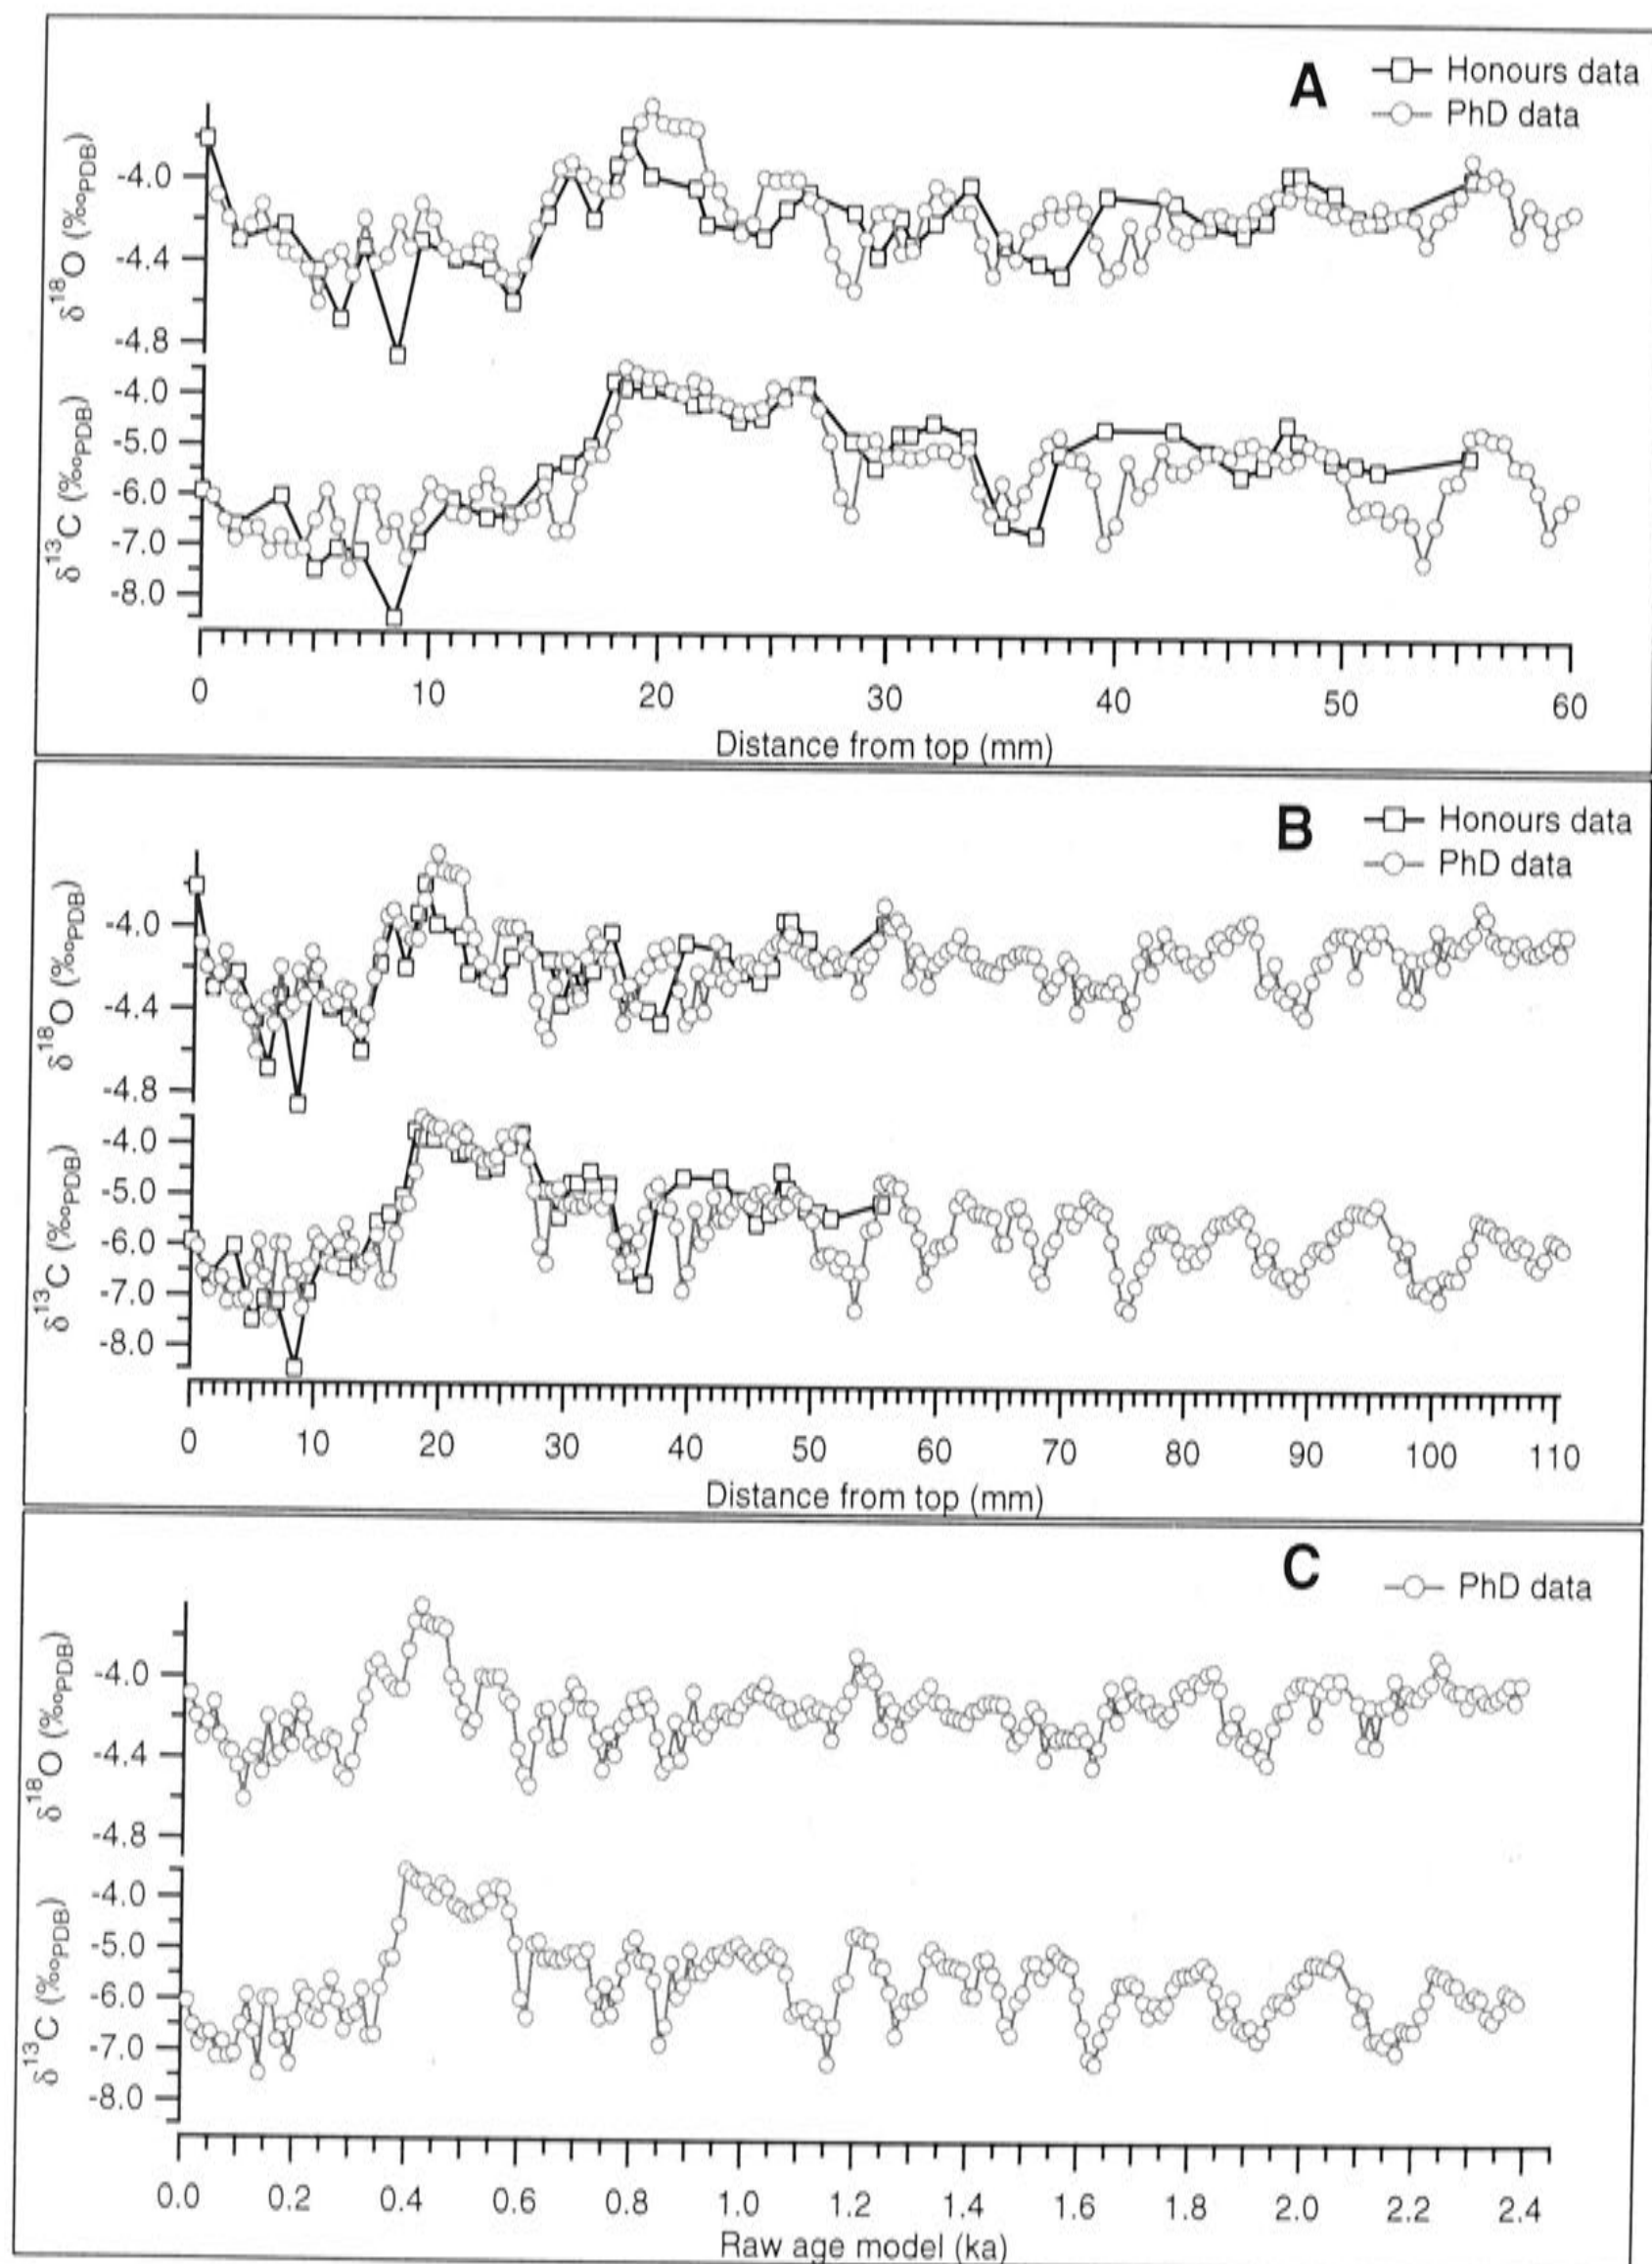 A
Honours data
PhD data
δ18O (‰PDB)
-4.0
-4.4
-4.8
δ13C (‰PDB)
-4.0
-5.0
-6.0
-7.0
-8.0
0 10 20 30 40 50 60
Distance from top (mm)
B
Honours data
PhD data
δ18O (‰PDB)
-4.0
-4.4
-4.8
δ13C (‰PDB)
-4.0
-5.0
-6.0
-7.0
-8.0
0 10 20 30 40 50 60 70 80 90 100 110
Distance from top (mm)
C
PhD data
δ18O (‰PDB)
-4.0
-4.4
-4.8
δ13C (‰PDB)
-4.0
-5.0
-6.0
-7.0
-8.0
0.0 0.2 0.4 0.6 0.8 1.0 1.2 1.4 1.6 1.8 2.0 2.2 2.4
Raw age model (ka)